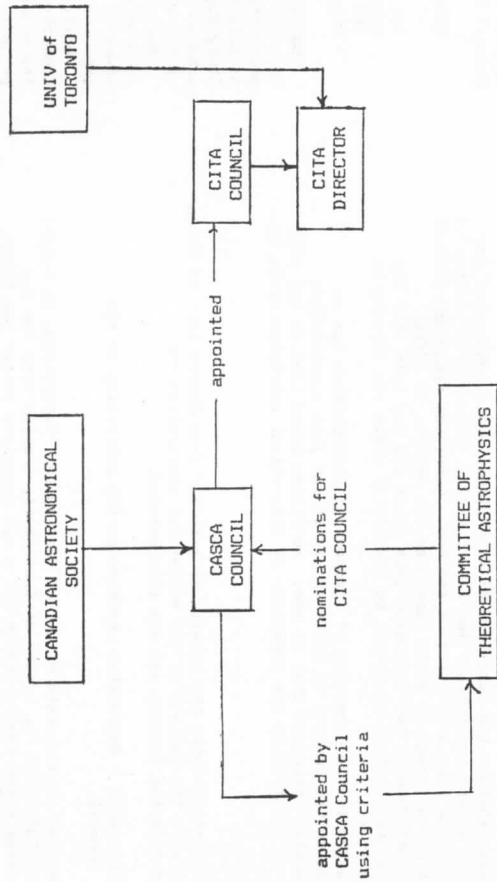 UNIV of
TORONTO
CANADIAN ASTRONOMICAL
SOCIETY
CASCA
COUNCIL
appointed
CITA
COUNCIL
CITA
DIRECTOR
appointed by
CASCA Council
using criteria
nominations for
CITA COUNCIL
COMMITTEE OF
THEORETICAL ASTROPHYSICS